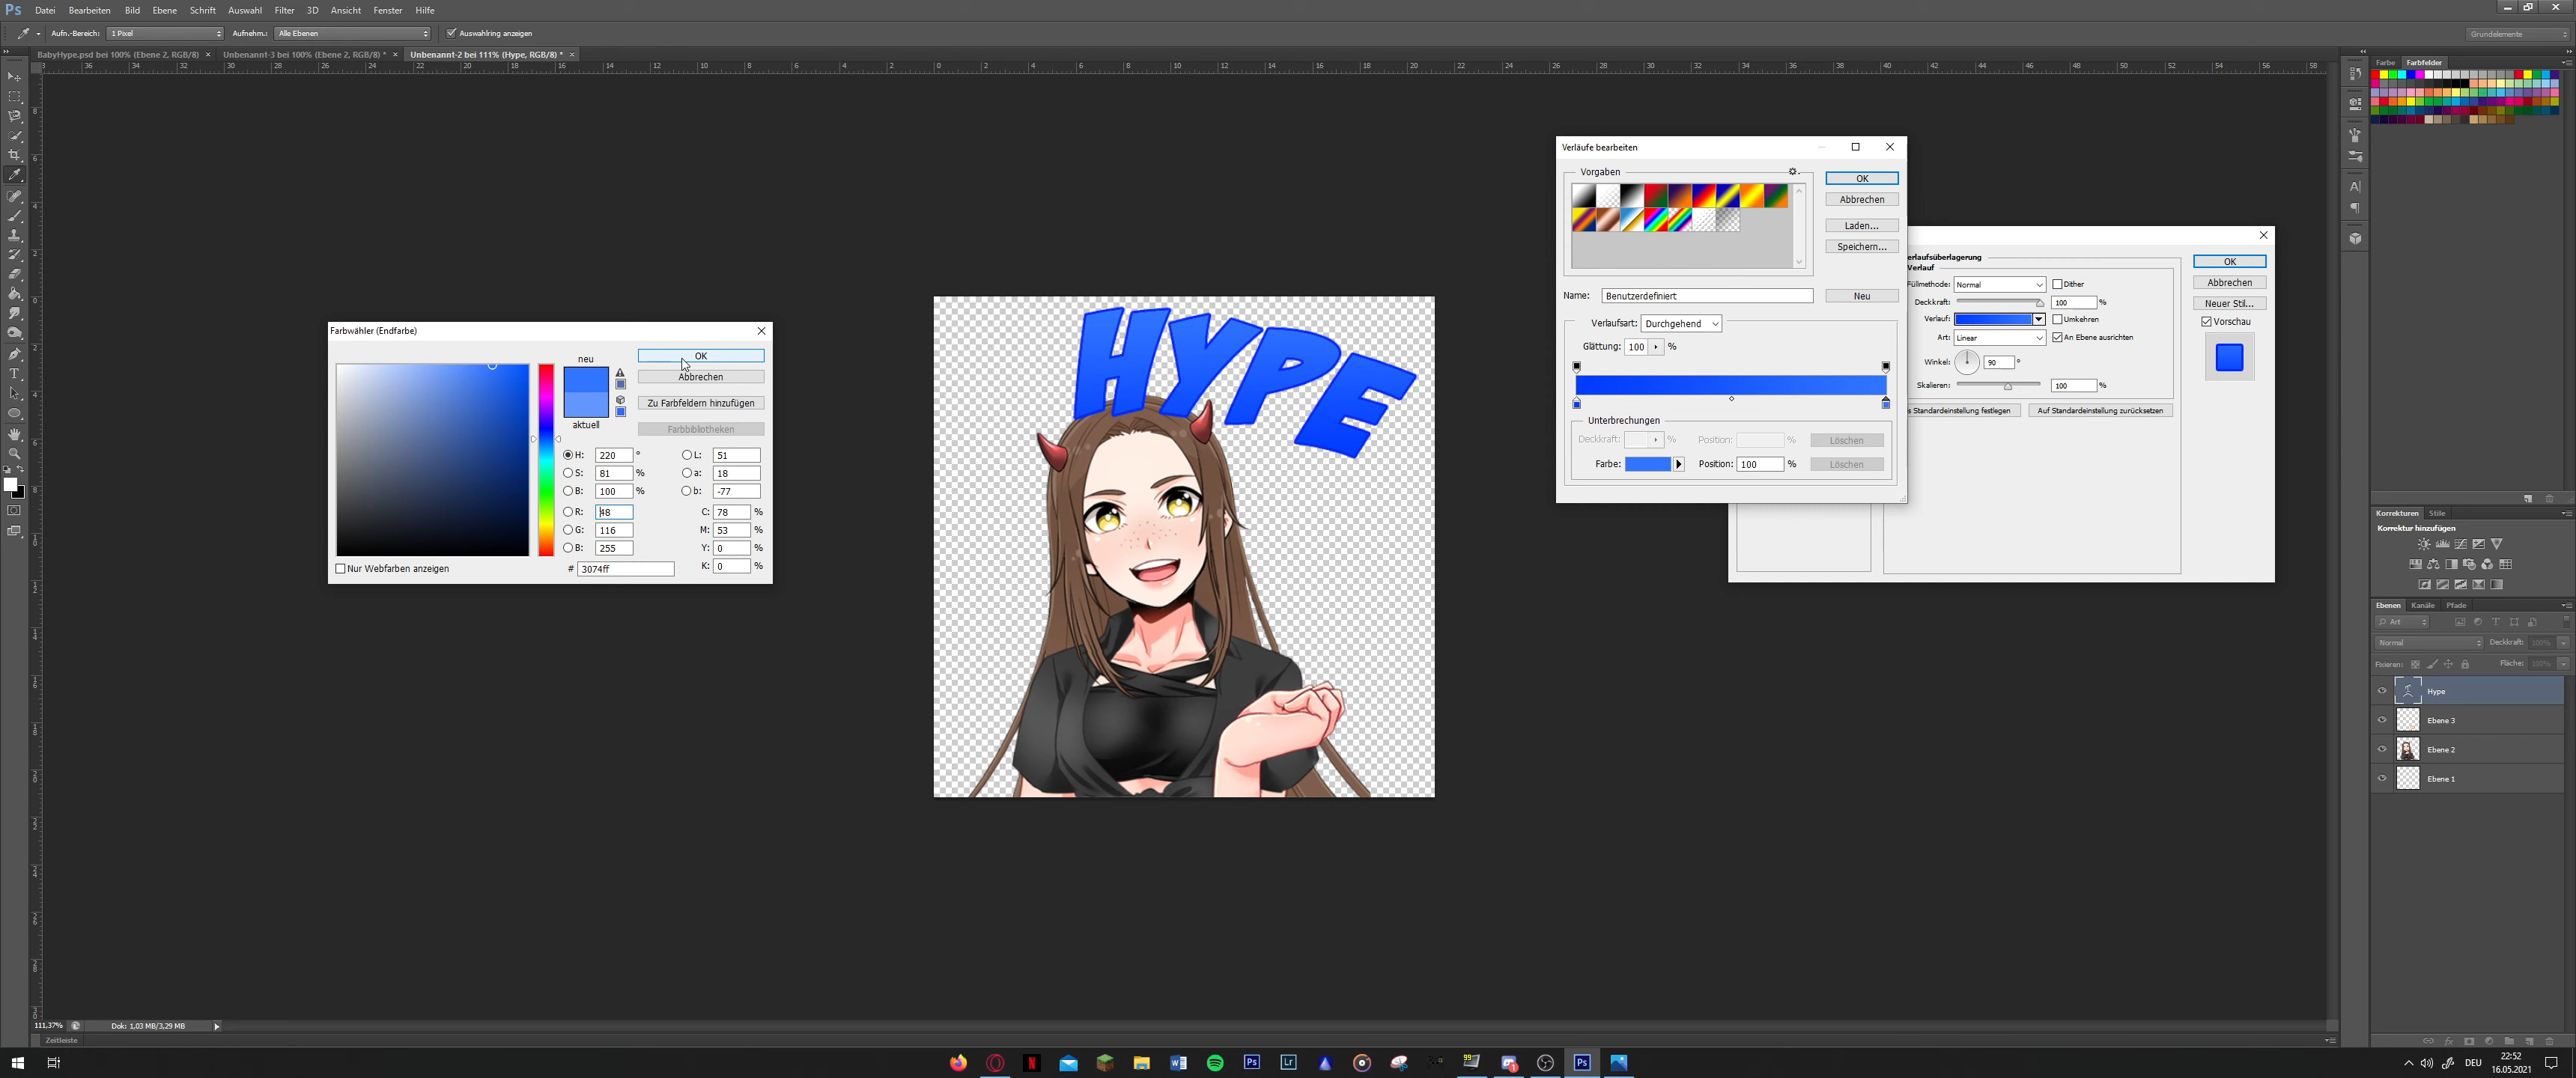 Ps Datei Bearbeiten Bild Ebene Schrift Auswahl Filter 3D Ansicht Fenster Hilfe
Aufn.-Bereich: 1 Pixel Aufnehm.: Alle Ebenen Auswahlring anzeigen Grundelemente
BabyHype.psd bei 100% (Ebene 2, RGB/8) × Unbenannt-3 bei 100% (Ebene 2, RGB/8) * × Unbenannt-2 bei 111% (Hype, RGB/8) * ×
Farbe Farbfelder
HYPE
Farbwähler (Endfarbe)
neu
aktuell
OK
Abbrechen
Zu Farbfeldern hinzufügen
Farbbibliotheken
H: 220 ° L: 51
S: 81 % a: 18
B: 100 % b: -77
R: 48 C: 78 %
G: 116 M: 53 %
B: 255 Y: 0 %
# 3074ff K: 0 %
Nur Webfarben anzeigen
Verläufe bearbeiten
Vorgaben
OK
Abbrechen
Laden...
Speichern...
Name: Benutzerdefiniert Neu
Verlaufsart: Durchgehend
Glättung: 100 %
Unterbrechungen
Deckkraft: % Position: % Löschen
Farbe: Position: 100 % Löschen
erlaufsüberlagerung
Verlauf
Füllmethode: Normal Dither
Deckkraft: 100 %
Verlauf: Umkehren
Art: Linear An Ebene ausrichten
Winkel: 90 °
Skalieren: 100 %
s Standardeinstellung festlegen Auf Standardeinstellung zurücksetzen
OK
Abbrechen
Neuer Stil...
Vorschau
Korrekturen Stile
Korrektur hinzufügen
Ebenen Kanäle Pfade
Art
Normal Deckkraft: 100%
Fixieren: Fläche: 100%
Hype
Ebene 3
Ebene 2
Ebene 1
111,37% Dok: 1,03 MB/3,29 MB
Zeitleiste
DEU 22:52
16.05.2021